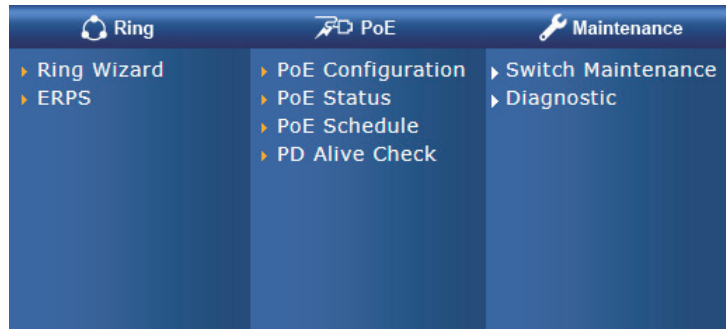 Ring
Ring Wizard
ERPS
PoE
PoE Configuration
PoE Status
PoE Schedule
PD Alive Check
Maintenance
Switch Maintenance
Diagnostic